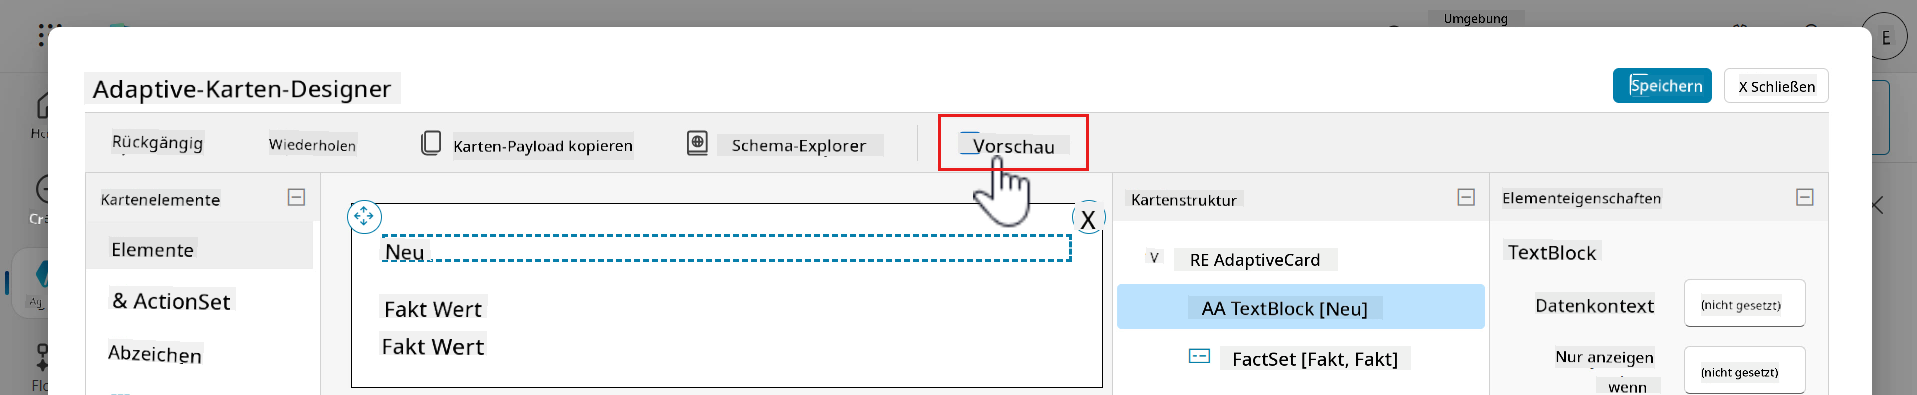 Umgebung
E
Adaptive-Karten-Designer
Speichern
X Schließen
Rückgängig
Wiederholen
Karten-Payload kopieren
Schema-Explorer
Vorschau
Kartenelemente
Elemente
& ActionSet
Abzeichen
X
Neu
Fakt Wert
Fakt Wert
Kartenstruktur
V RE AdaptiveCard
AA TextBlock [Neu]
FactSet [Fakt, Fakt]
Elementeigenschaften
TextBlock
Datenkontext (nicht gesetzt)
Nur anzeigen
wenn
(nicht gesetzt)